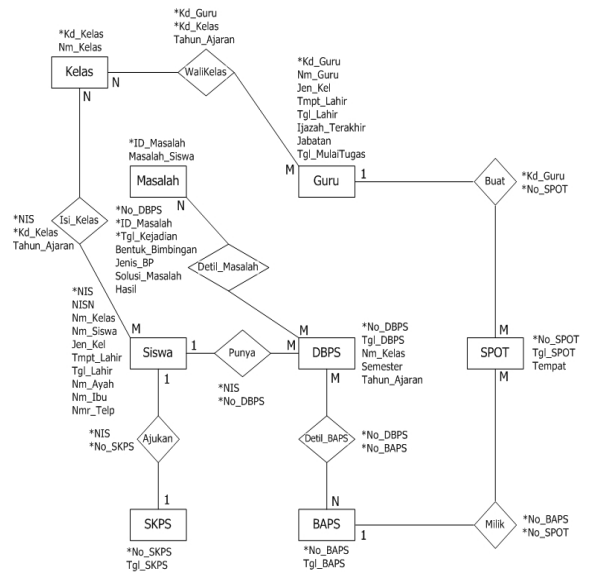 *Kd_Guru
*Kd_Kelas
Tahun_Ajaran
*Kd_Kelas
Nm_Kelas
Kelas
N
N
WaliKelas
*Kd_Guru
Nm_Guru
Jen_Kel
Tmpt_Lahir
Tgl_Lahir
Ijazah_Terakhir
Jabatan
Tgl_MulaiTugas
M
Guru
1
Buat
*Kd_Guru
*No_SPOT
*ID_Masalah
Masalah_Siswa
Masalah
N
*No_DBPS
*ID_Masalah
*Tgl_Kejadian
Bentuk_Bimbingan
Jenis_BP
Solusi_Masalah
Hasil
Detil_Masalah
*NIS
*Kd_Kelas
Tahun_Ajaran
Isi_Kelas
*NIS
NISN
Nm_Kelas
Nm_Siswa
Jen_Kel
Tmpt_Lahir
Tgl_Lahir
Nm_Ayah
Nm_Ibu
Nmr_Telp
M
Siswa
1
1
Punya
*NIS
*No_DBPS
M
M
DBPS
M
*No_DBPS
Tgl_DBPS
Nm_Kelas
Semester
Tahun_Ajaran
M
SPOT
M
*No_SPOT
Tgl_SPOT
Tempat
*NIS
*No_SKPS
Ajukan
Detil_BAPS
*No_DBPS
*No_BAPS
1
SKPS
*No_SKPS
Tgl_SKPS
N
BAPS
1
*No_BAPS
Tgl_BAPS
Milik
*No_BAPS
*No_SPOT